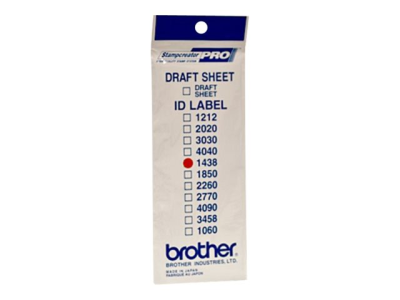 Stampcreator PRO
DRAFT SHEET
DRAFT
SHEET
ID LABEL
1212
2020
3030
4040
1438
1850
2260
2770
4090
3458
1060
brother
BROTHER INDUSTRIES, LTD.
MADE IN JAPAN
FABRIQUE AU JAPON